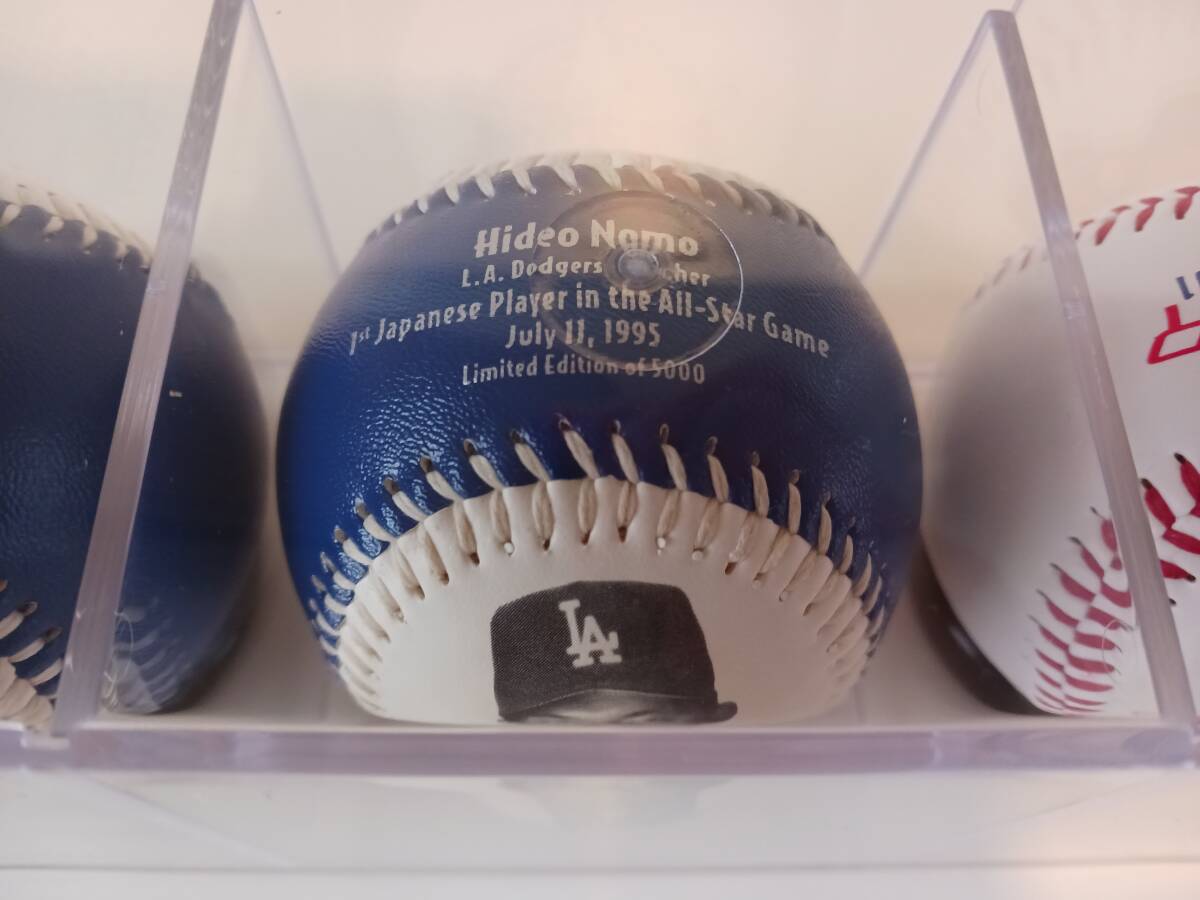 Hideo Nomo
L.A. Dodgers
1st Japanese Player in the All-Star Game
July 11, 1995
Limited Edition of 5000
LA